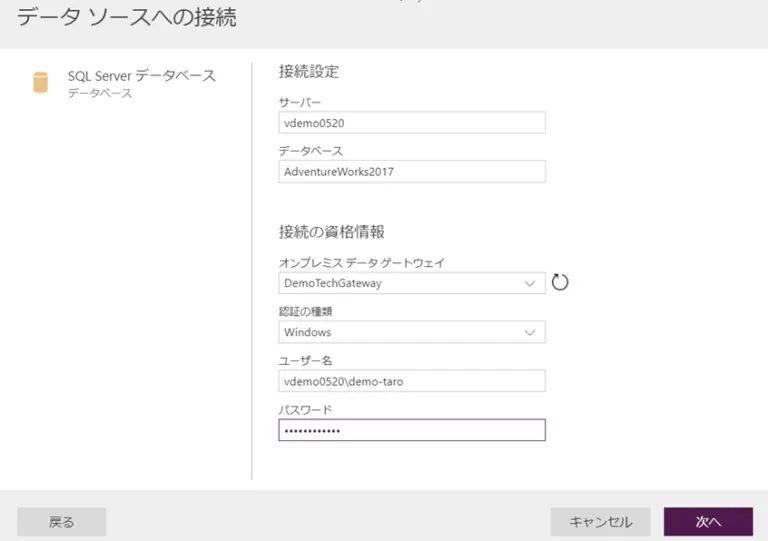 データ ソースへの接続
SQL Server データベース
データベース
接続設定
サーバー
vdemo0520
データベース
AdventureWorks2017
接続の資格情報
オンプレミス データ ゲートウェイ
DemoTechGateway
認証の種類
Windows
ユーザー名
vdemo0520\demo-taro
パスワード
••••••••••••
戻る
キャンセル
次へ